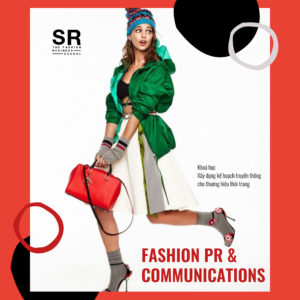 SR
THE FASHION
BUSINESS
SCHOOL
Khoá học
Xây dựng kế hoạch truyền thông
cho thương hiệu thời trang
FASHION PR &
COMMUNICATIONS